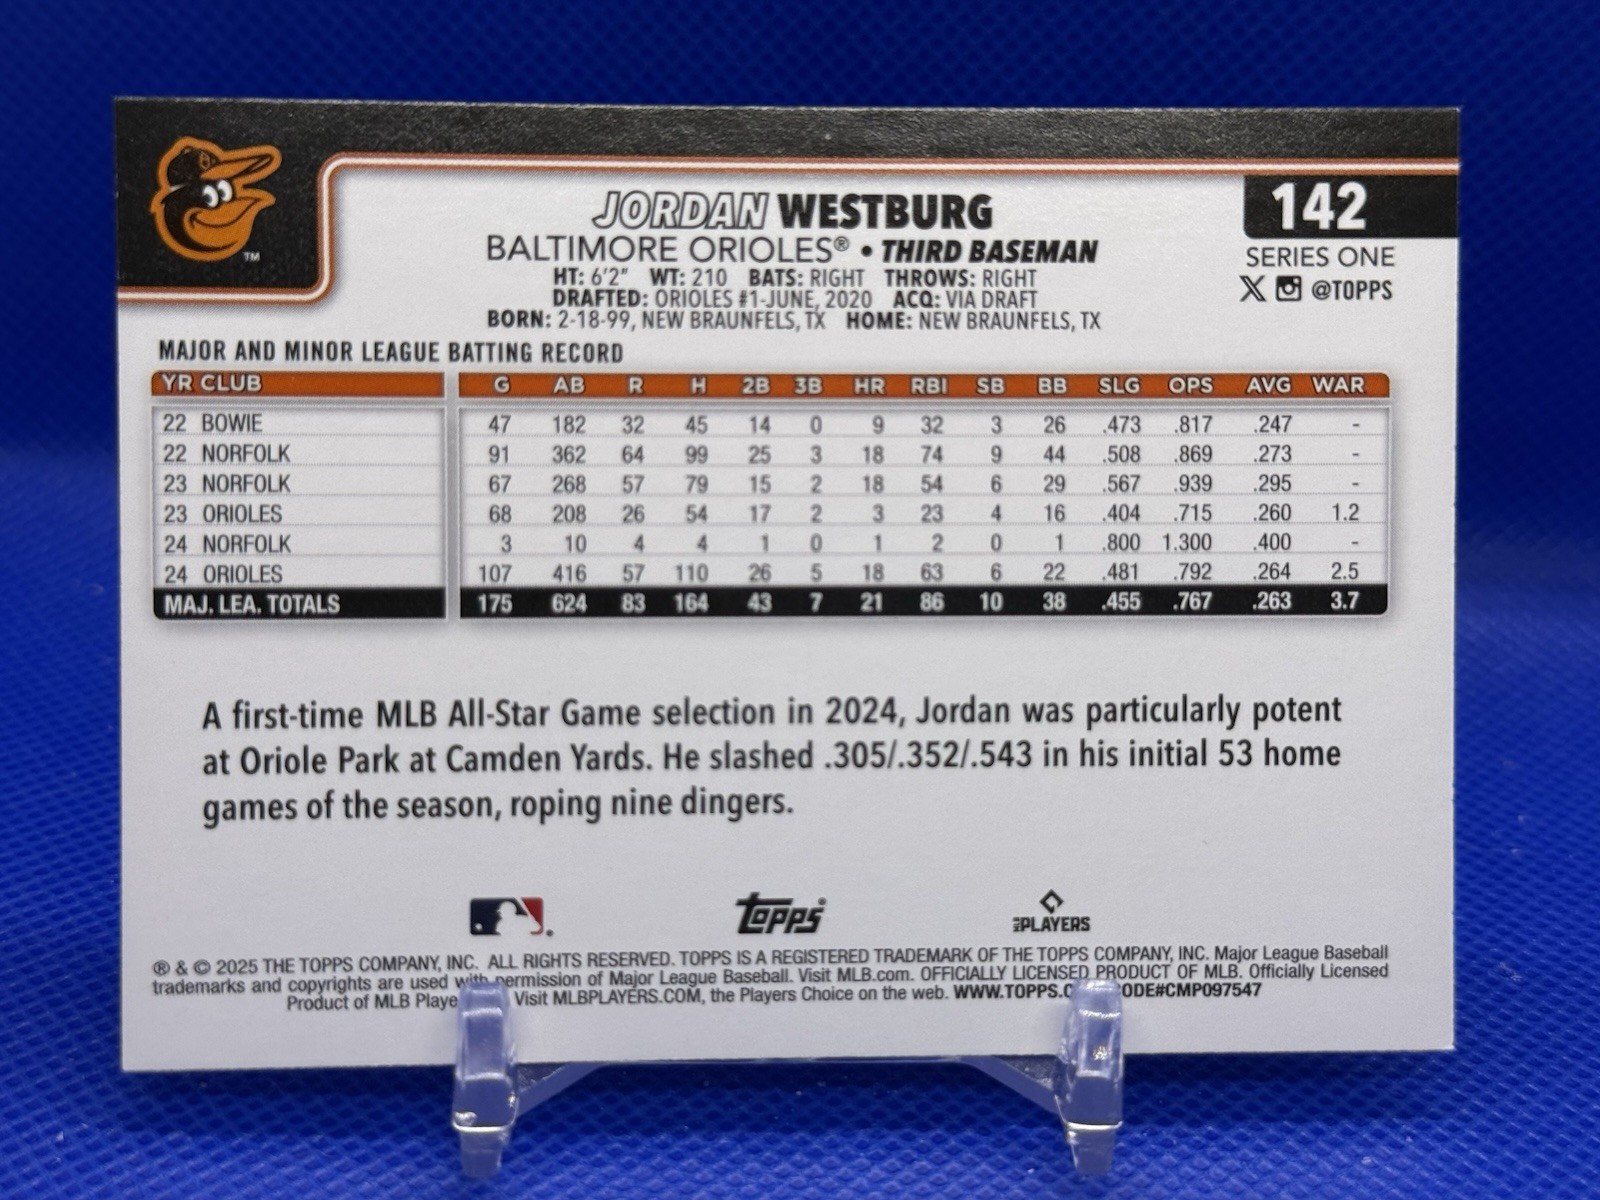 142
JORDAN WESTBURG
BALTIMORE ORIOLES® • THIRD BASEMAN
SERIES ONE
HT: 6'2" WT: 210 BATS: RIGHT THROWS: RIGHT
@TOPPS
DRAFTED: ORIOLES #1-JUNE, 2020 ACQ: VIA DRAFT
BORN: 2-18-99, NEW BRAUNFELS, TX HOME: NEW BRAUNFELS, TX
™
MAJOR AND MINOR LEAGUE BATTING RECORD
YR CLUB G AB R H 2B 3B HR RBI SB BB SLG OPS AVG WAR
22 BOWIE 47 182 32 45 14 0 9 32 3 26 .473 .817 .247 -
22 NORFOLK 91 362 64 99 25 3 18 74 9 44 .508 .869 .273 -
23 NORFOLK 67 268 57 79 15 2 18 54 6 29 .567 .939 .295 -
23 ORIOLES 68 208 26 54 17 2 3 23 4 16 .404 .715 .260 1.2
24 NORFOLK 3 10 4 4 1 0 1 2 0 1 .800 1.300 .400 -
24 ORIOLES 107 416 57 110 26 5 18 63 6 22 .481 .792 .264 2.5
MAJ. LEA. TOTALS 175 624 83 164 43 7 21 86 10 38 .455 .767 .263 3.7
A first-time MLB All-Star Game selection in 2024, Jordan was particularly potent
at Oriole Park at Camden Yards. He slashed .305/.352/.543 in his initial 53 home
games of the season, roping nine dingers.
topps PLAYERS
® & © 2025 THE TOPPS COMPANY, INC. ALL RIGHTS RESERVED. TOPPS IS A REGISTERED TRADEMARK OF THE TOPPS COMPANY, INC. Major League Baseball
trademarks and copyrights are used with permission of Major League Baseball. Visit MLB.com. OFFICIALLY LICENSED PRODUCT OF MLB. Officially Licensed
Product of MLB Playe Visit MLBPLAYERS.COM, the Players Choice on the web. WWW.TOPPS.C ODE#CMP097547